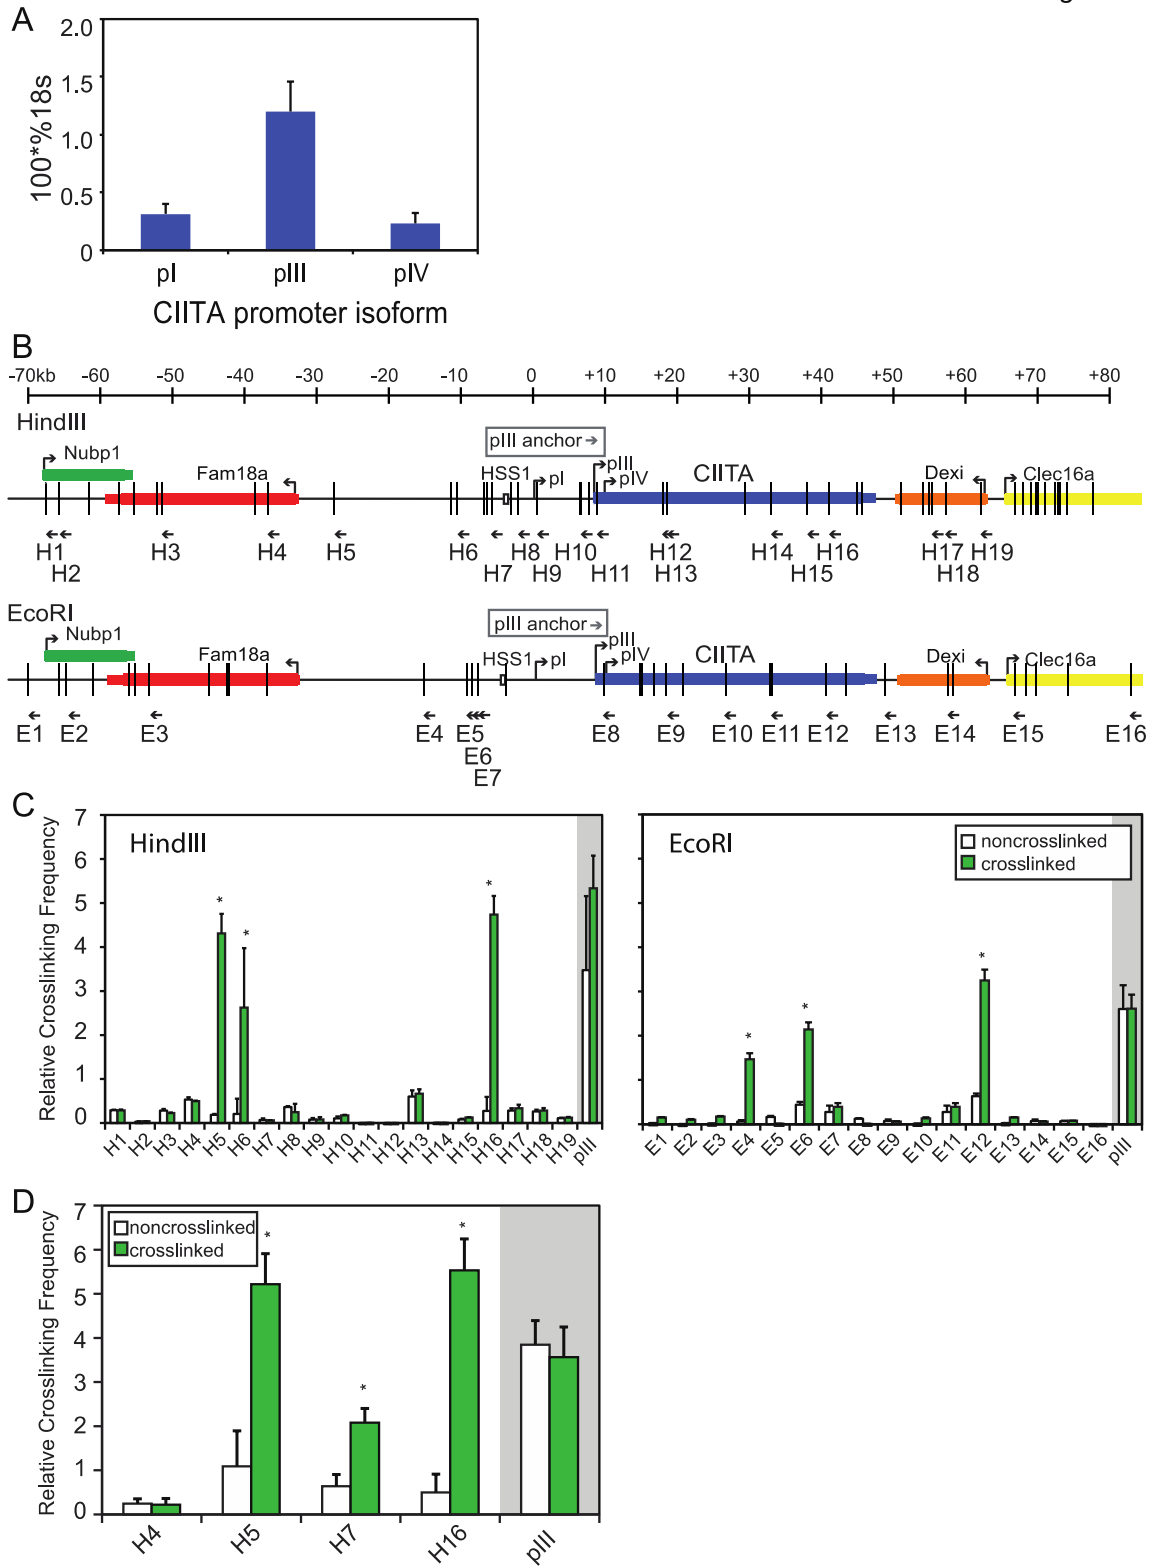 g
A
2.0
1.5
1.0
0.5
0
100*%18s
pI
pIII
pIV
CIITA promoter isoform
B
-70kb
-60
-50
-40
-30
-20
-10
0
+10
+20
+30
+40
+50
+60
+70
+80
HindIII
pIII anchor
Nubp1
Fam18a
HSS1
pI
pIII
pIV
CIITA
Dexi
Clec16a
H1
H2
H3
H4
H5
H6
H7
H8
H9
H10
H11
H12
H13
H14
H15
H16
H17
H18
H19
EcoRI
pIII anchor
Nubp1
Fam18a
HSS1
pI
pIII
pIV
CIITA
Dexi
Clec16a
E1
E2
E3
E4
E5
E6
E7
E8
E9
E10
E11
E12
E13
E14
E15
E16
C
Relative Crosslinking Frequency
7
6
5
4
3
2
1
0
HindIII
*
*
*
H1
H2
H3
H4
H5
H6
H7
H8
H9
H10
H11
H12
H13
H14
H15
H16
H17
H18
H19
pIII
EcoRI
noncrosslinked
crosslinked
*
*
*
E1
E2
E3
E4
E5
E6
E7
E8
E9
E10
E11
E12
E13
E14
E15
E16
pIII
D
Relative Crosslinking Frequency
7
6
5
4
3
2
1
0
noncrosslinked
crosslinked
*
*
*
H4
H5
H7
H16
pIII